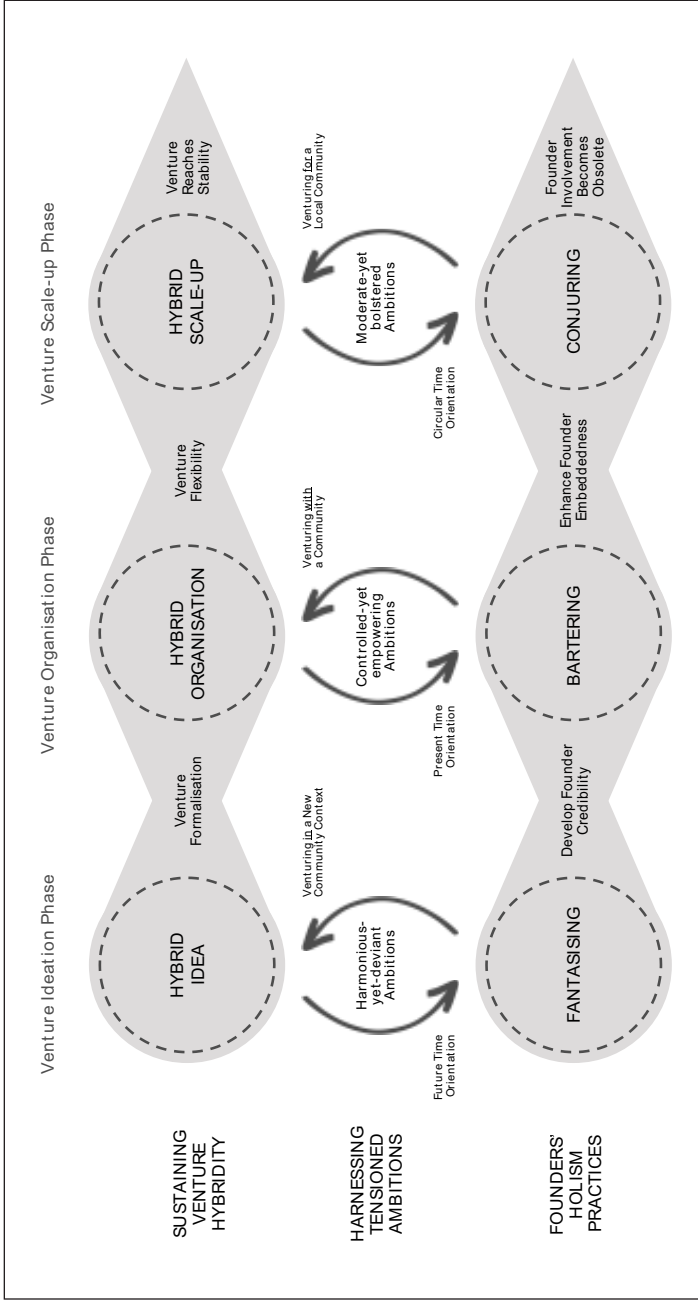 Venture Ideation Phase
Venture Organisation Phase
Venture Scale-up Phase
SUSTAINING
VENTURE
HYBRIDITY
HYBRID
IDEA
Venture
Formalisation
HYBRID
ORGANISATION
Venture
Flexibility
HYBRID
SCALE-UP
Venture
Reaches
Stability
HARNESSING
TENSIONED
AMBITIONS
Future Time
Orientation
Harmonious-
yet-deviant
Ambitions
Venturing in a New
Community Context
Present Time
Orientation
Controlled-yet
empowering
Ambitions
Venturing with
a Community
Circular Time
Orientation
Moderate-yet
bolstered
Ambitions
Venturing for a
Local Community
FOUNDERS'
HOLISM
PRACTICES
FANTASISING
Develop Founder
Credibility
BARTERING
Enhance Founder
Embeddedness
CONJURING
Founder
Involvement
Becomes
Obsolete